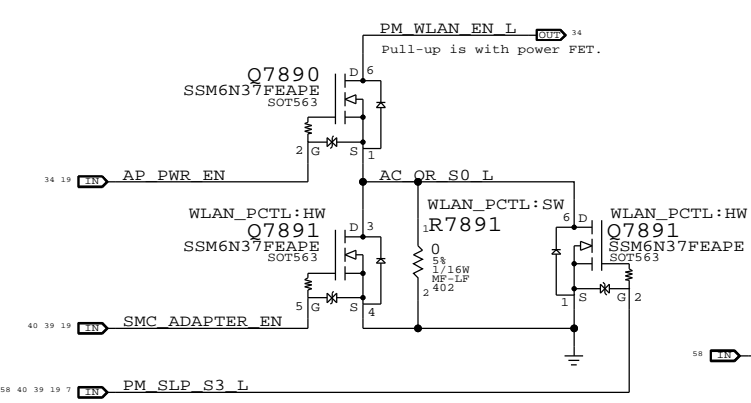 PM_WLAN_EN_L OUT 34
Pull-up is with power FET.
Q7890
SSM6N37FEAPE
SOT563
D 6
2 G S 1
34 19 IN AP_PWR_EN
AC_OR_S0_L
WLAN_PCTL:HW
Q7891
SSM6N37FEAPE
SOT563
D 3
5 G S 4
WLAN_PCTL:SW
1 R7891
0
5%
1/16W
MF-LF
2 402
6 D
WLAN_PCTL:HW
Q7891
SSM6N37FEAPE
SOT563
1 S G 2
40 39 19 IN SMC_ADAPTER_EN
58 IN
58 40 39 19 7 IN PM_SLP_S3_L